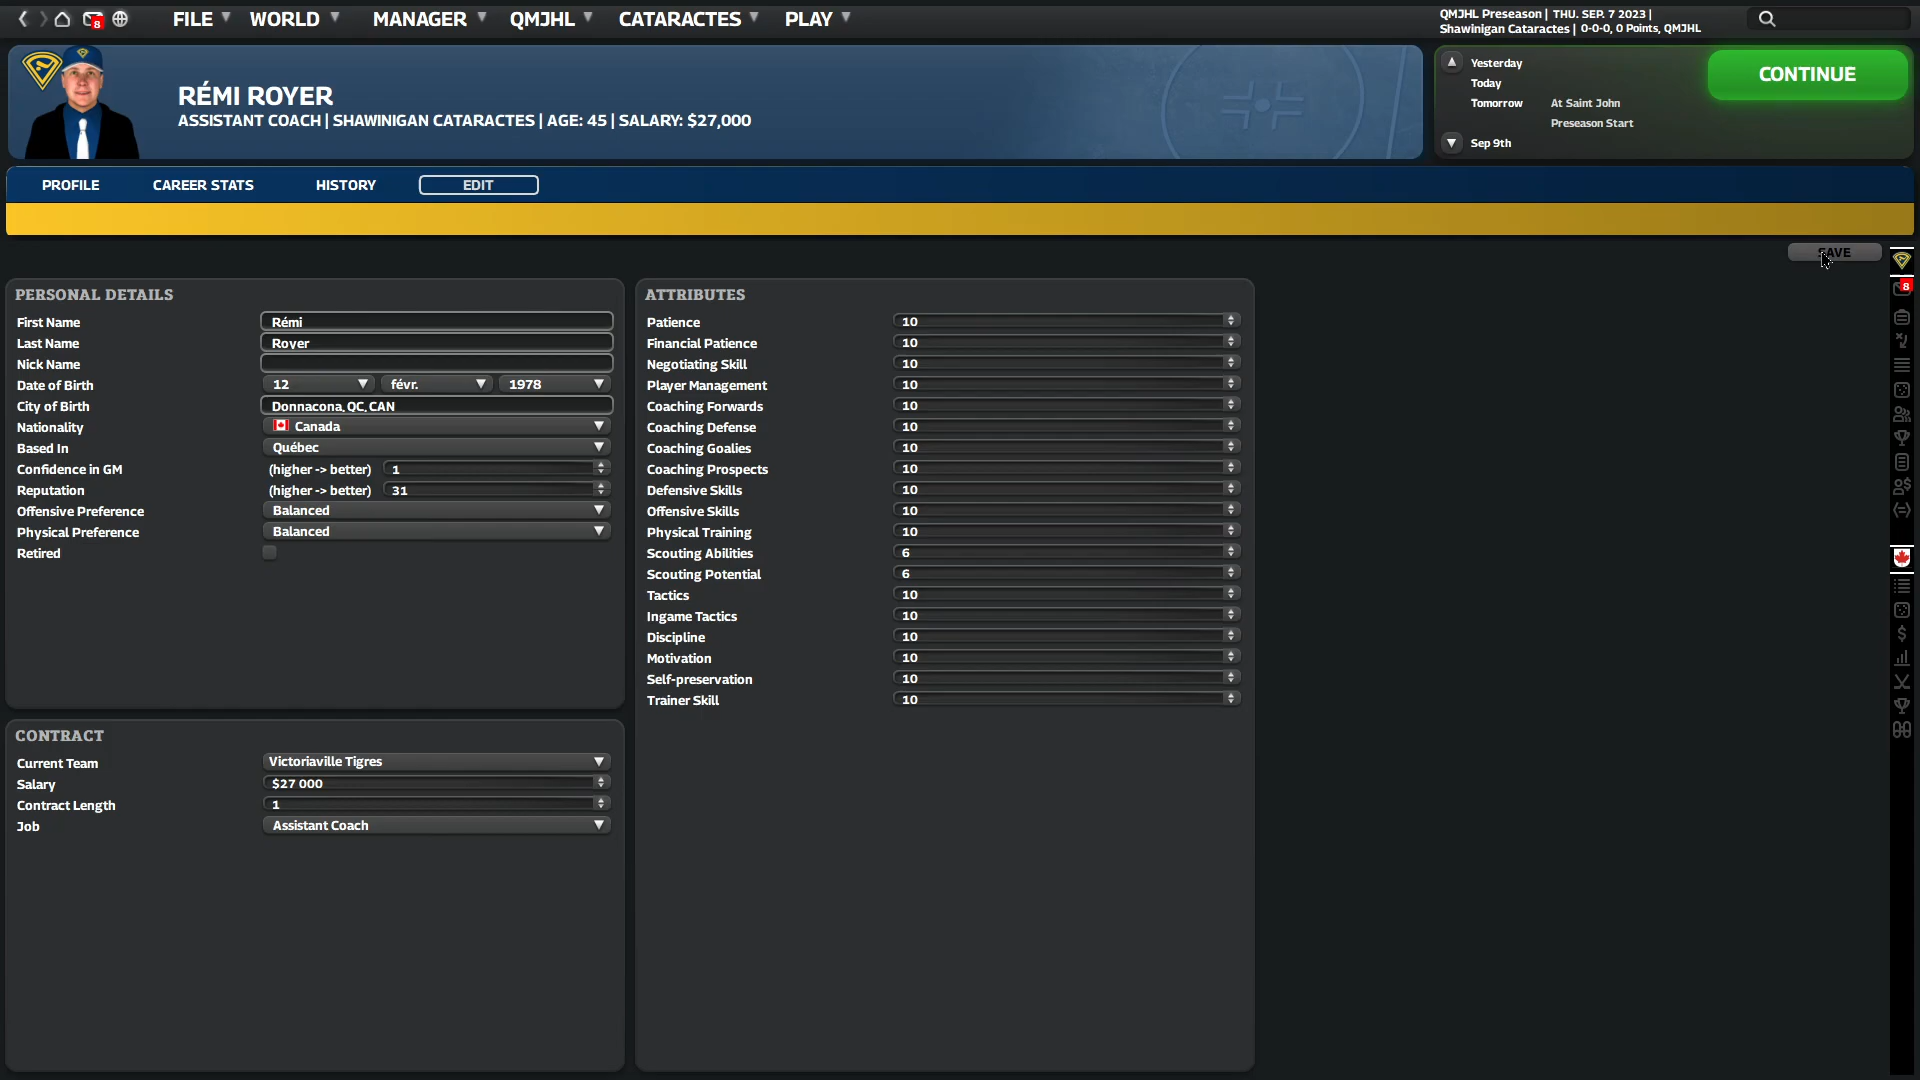 8
FILE WORLD MANAGER QMJHL CATARACTES PLAY
QMJHL Preseason | THU. SEP. 7 2023 |
Shawinigan Cataractes | 0-0-0, 0 Points, QMJHL
RÉMI ROYER
ASSISTANT COACH | SHAWINIGAN CATARACTES | AGE: 45 | SALARY: $27,000
Yesterday
Today
Tomorrow At Saint John
Preseason Start
Sep 9th
CONTINUE
PROFILE CAREER STATS HISTORY EDIT
SAVE
8
PERSONAL DETAILS
First Name Rémi
Last Name Royer
Nick Name
Date of Birth 12 févr. 1978
City of Birth Donnacona, QC, CAN
Nationality Canada
Based In Québec
Confidence in GM (higher -> better) 1
Reputation (higher -> better) 31
Offensive Preference Balanced
Physical Preference Balanced
Retired
ATTRIBUTES
Patience 10
Financial Patience 10
Negotiating Skill 10
Player Management 10
Coaching Forwards 10
Coaching Defense 10
Coaching Goalies 10
Coaching Prospects 10
Defensive Skills 10
Offensive Skills 10
Physical Training 10
Scouting Abilities 6
Scouting Potential 6
Tactics 10
Ingame Tactics 10
Discipline 10
Motivation 10
Self-preservation 10
Trainer Skill 10
CONTRACT
Current Team Victoriaville Tigres
Salary $27 000
Contract Length 1
Job Assistant Coach